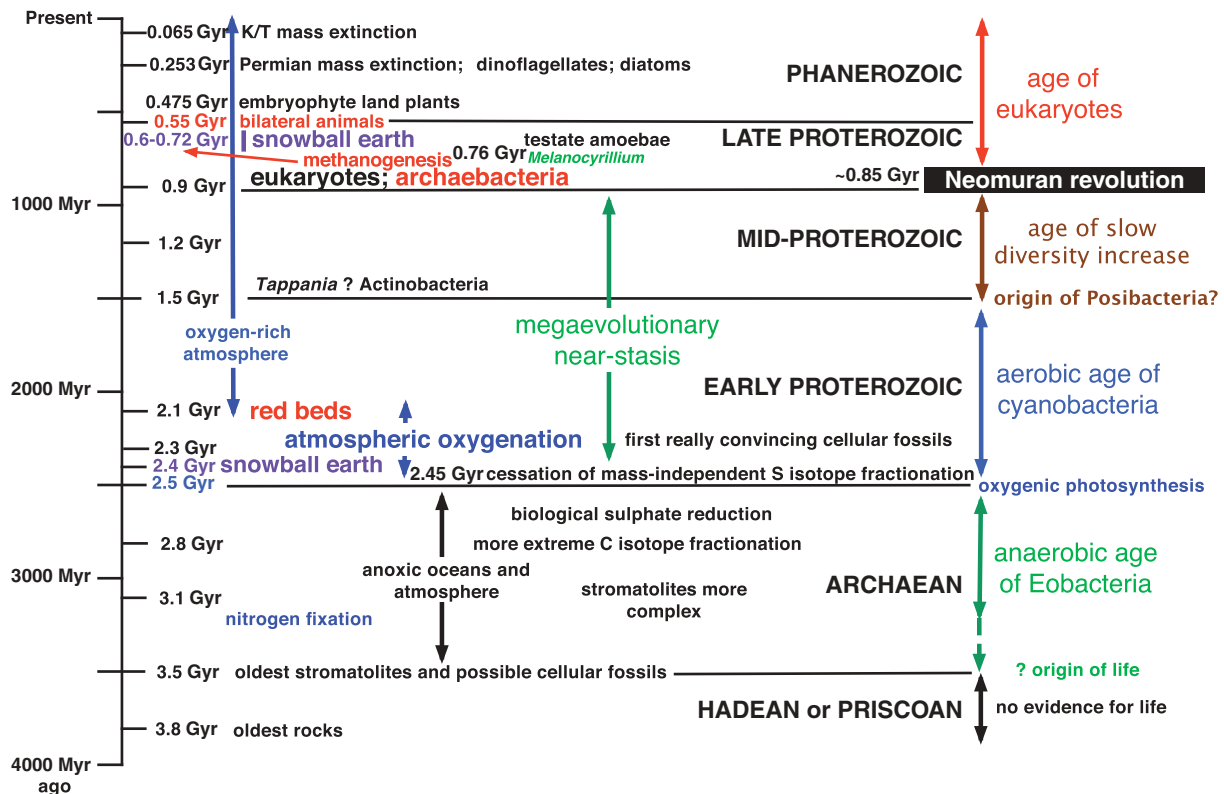 Present
0.065 Gyr K/T mass extinction
0.253 Gyr Permian mass extinction; dinoflagellates; diatoms
PHANEROZOIC
age of
eukaryotes
0.475 Gyr embryophyte land plants
0.55 Gyr bilateral animals
0.6-0.72 Gyr snowball earth
testate amoebae
LATE PROTEROZOIC
methanogenesis
0.76 Gyr
Melanocyrillium
0.9 Gyr
eukaryotes; archaebacteria
~0.85 Gyr
Neomuran revolution
1000 Myr
1.2 Gyr
MID-PROTEROZOIC
age of slow
diversity increase
Tappania ? Actinobacteria
1.5 Gyr
origin of Posibacteria?
oxygen-rich
atmosphere
megaevolutionary
near-stasis
2000 Myr
EARLY PROTEROZOIC
aerobic age of
cyanobacteria
2.1 Gyr red beds
atmospheric oxygenation
first really convincing cellular fossils
2.3 Gyr
2.4 Gyr snowball earth
2.45 Gyr cessation of mass-independent S isotope fractionation
2.5 Gyr
oxygenic photosynthesis
biological sulphate reduction
2.8 Gyr
more extreme C isotope fractionation
anoxic oceans and
atmosphere
3000 Myr
stromatolites more
complex
ARCHAEAN
anaerobic age
of Eobacteria
3.1 Gyr
nitrogen fixation
3.5 Gyr oldest stromatolites and possible cellular fossils
? origin of life
HADEAN or PRISCOAN
no evidence for life
3.8 Gyr oldest rocks
4000 Myr
ago